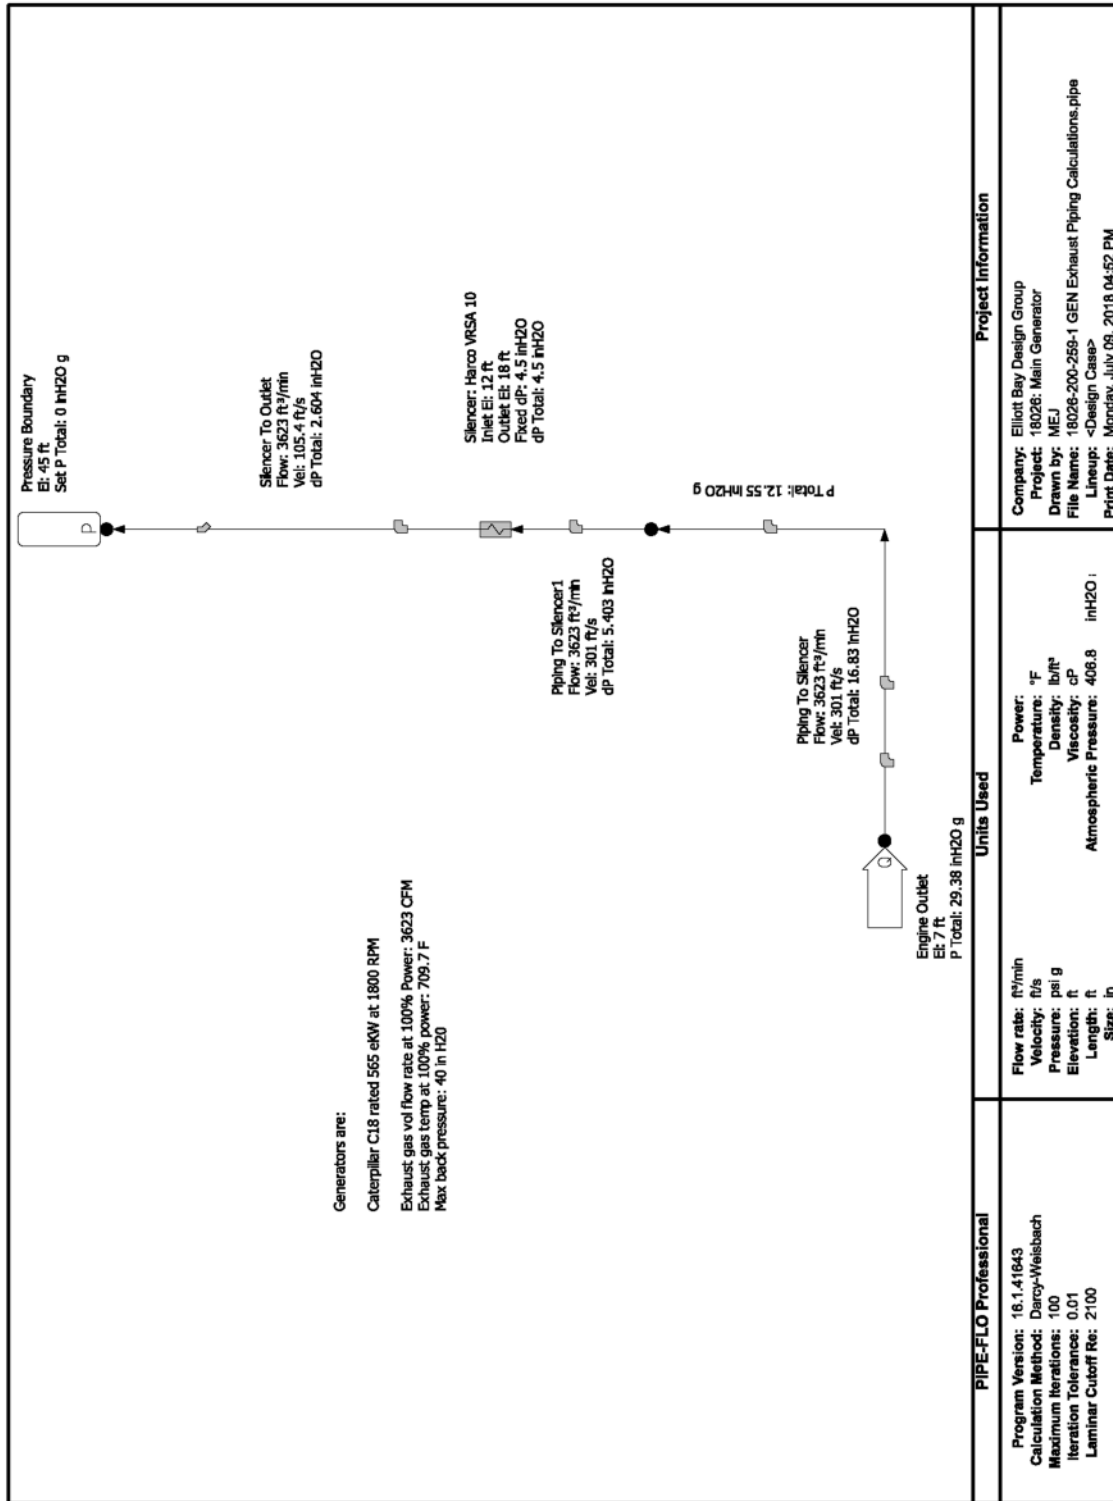 Pressure Boundary
El: 45 ft
Set P Total: 0 inH2O g
P
Silencer To Outlet
Flow: 3623 ft³/min
Vel: 105.4 ft/s
dP Total: 2.604 inH2O
Silencer: Harco VRSA 10
Inlet El: 12 ft
Outlet El: 18 ft
Fixed dP: 4.5 inH2O
dP Total: 4.5 inH2O
Piping To Silencer1
Flow: 3623 ft³/min
Vel: 301 ft/s
dP Total: 5.403 inH2O
P Total: 12.55 inH2O g
Piping To Silencer
Flow: 3623 ft³/min
Vel: 301 ft/s
dP Total: 16.83 inH2O
Q
Engine Outlet
El: 7 ft
P Total: 29.38 inH2O g
Generators are:
Caterpillar C18 rated 565 eKW at 1800 RPM
Exhaust gas vol flow rate at 100% Power: 3623 CFM
Exhaust gas temp at 100% power: 709.7 F
Max back pressure: 40 in H20
PIPE-FLO Professional
Program Version: 16.1.41643
Calculation Method: Darcy-Weisbach
Maximum Iterations: 100
Iteration Tolerance: 0.01
Laminar Cutoff Re: 2100
Units Used
Flow rate: ft³/min
Velocity: ft/s
Pressure: psi g
Elevation: ft
Length: ft
Size: in
Power:
Temperature: °F
Density: lb/ft³
Viscosity: cP
Atmospheric Pressure: 406.8 inH2O
Project Information
Company: Elliott Bay Design Group
Project: 18026: Main Generator
Drawn by: MEJ
File Name: 18026-200-259-1 GEN Exhaust Piping Calculations.pipe
Lineup: <Design Case>
Print Date: Monday, July 09, 2018 04:52 PM